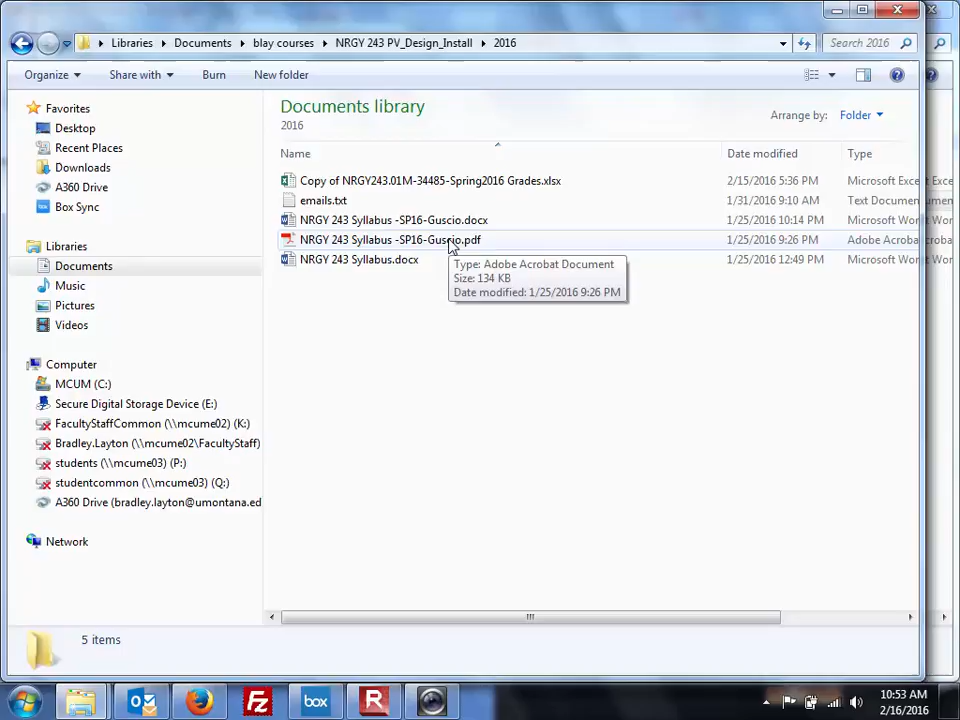 Libraries Documents blay courses NRGY 243 PV_Design_Install 2016 Search 2016
Organize Share with Burn New folder
Favorites
Desktop
Recent Places
Downloads
A360 Drive
Box Sync
Libraries
Documents
Music
Pictures
Videos
Computer
MCUM (C:)
Secure Digital Storage Device (E:)
FacultyStaffCommon (\\mcume02) (K:)
Bradley.Layton (\\mcume02\FacultyStaff)
students (\\mcume03) (P:)
studentcommon (\\mcume03) (Q:)
A360 Drive (bradley.layton@umontana.ed
Network
Documents library
2016
Arrange by: Folder
Name Date modified Type
Copy of NRGY243.01M-34485-Spring2016 Grades.xlsx 2/15/2016 5:36 PM Microsoft Exce
emails.txt 1/31/2016 9:10 AM Text Document
NRGY 243 Syllabus -SP16-Guscio.docx 1/25/2016 10:14 PM Microsoft Wor
NRGY 243 Syllabus -SP16-Guscio.pdf 1/25/2016 9:26 PM Adobe Acrobat
NRGY 243 Syllabus.docx 1/25/2016 12:49 PM Microsoft Wor
Type: Adobe Acrobat Document
Size: 134 KB
Date modified: 1/25/2016 9:26 PM
5 items
box
10:53 AM
2/16/2016